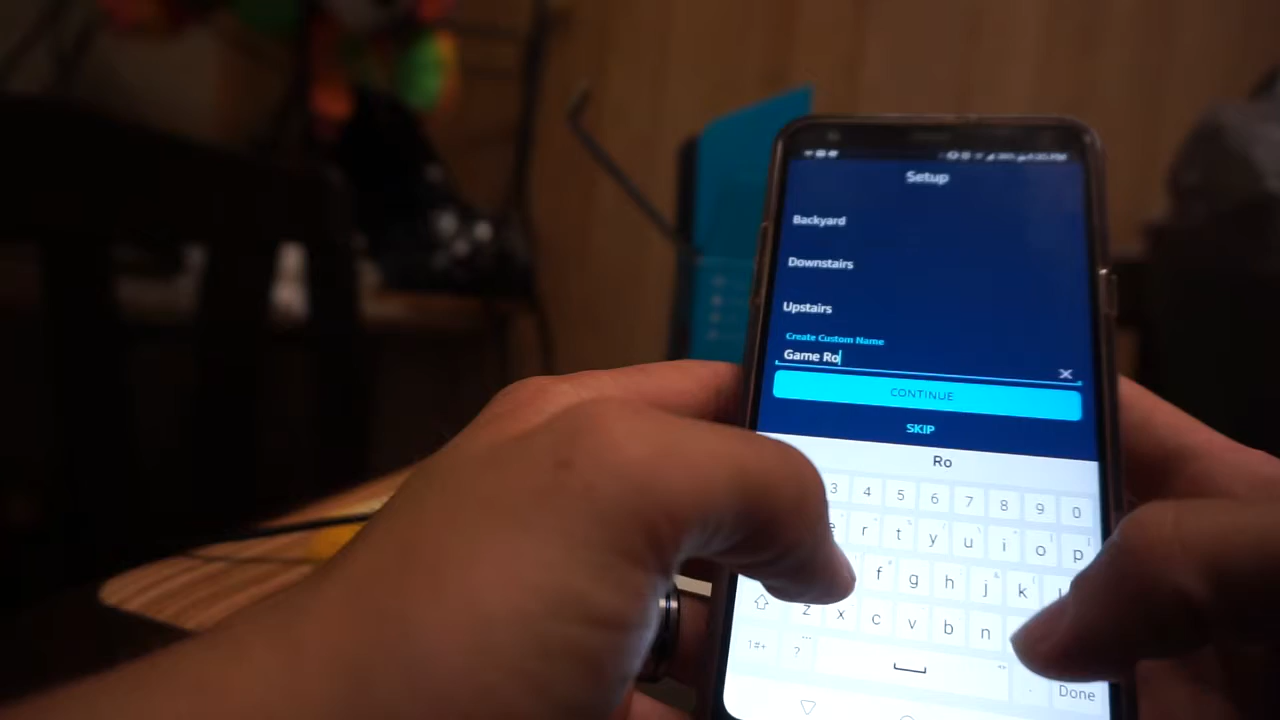 Setup
Backyard
Downstairs
Upstairs
Create Custom Name
Game Ro
CONTINUE
SKIP
Ro
3 4 5 6 7 8 9 0
e r t y u i o p
f g h j k l
z x c v b n
1#+ ? . Done